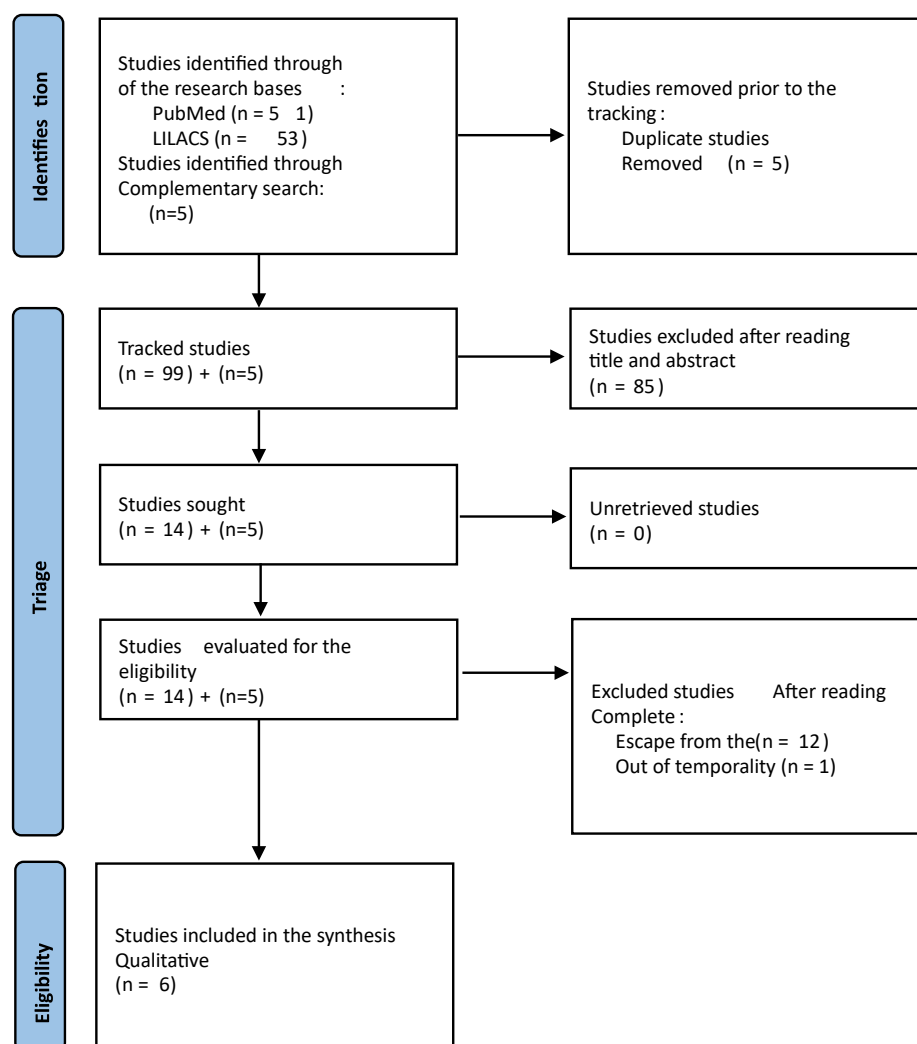 Identifies tion
Studies identified through
of the research bases :
PubMed (n = 5 1)
LILACS (n = 53)
Studies identified through
Complementary search:
(n=5)
Studies removed prior to the
tracking :
Duplicate studies
Removed (n = 5)
Triage
Tracked studies
(n = 99) + (n=5)
Studies excluded after reading
title and abstract
(n = 85)
Studies sought
(n = 14) + (n=5)
Unretrieved studies
(n = 0)
Studies evaluated for the
eligibility
(n = 14) + (n=5)
Excluded studies After reading
Complete :
Escape from the(n = 12)
Out of temporality (n = 1)
Eligibility
Studies included in the synthesis
Qualitative
(n = 6)